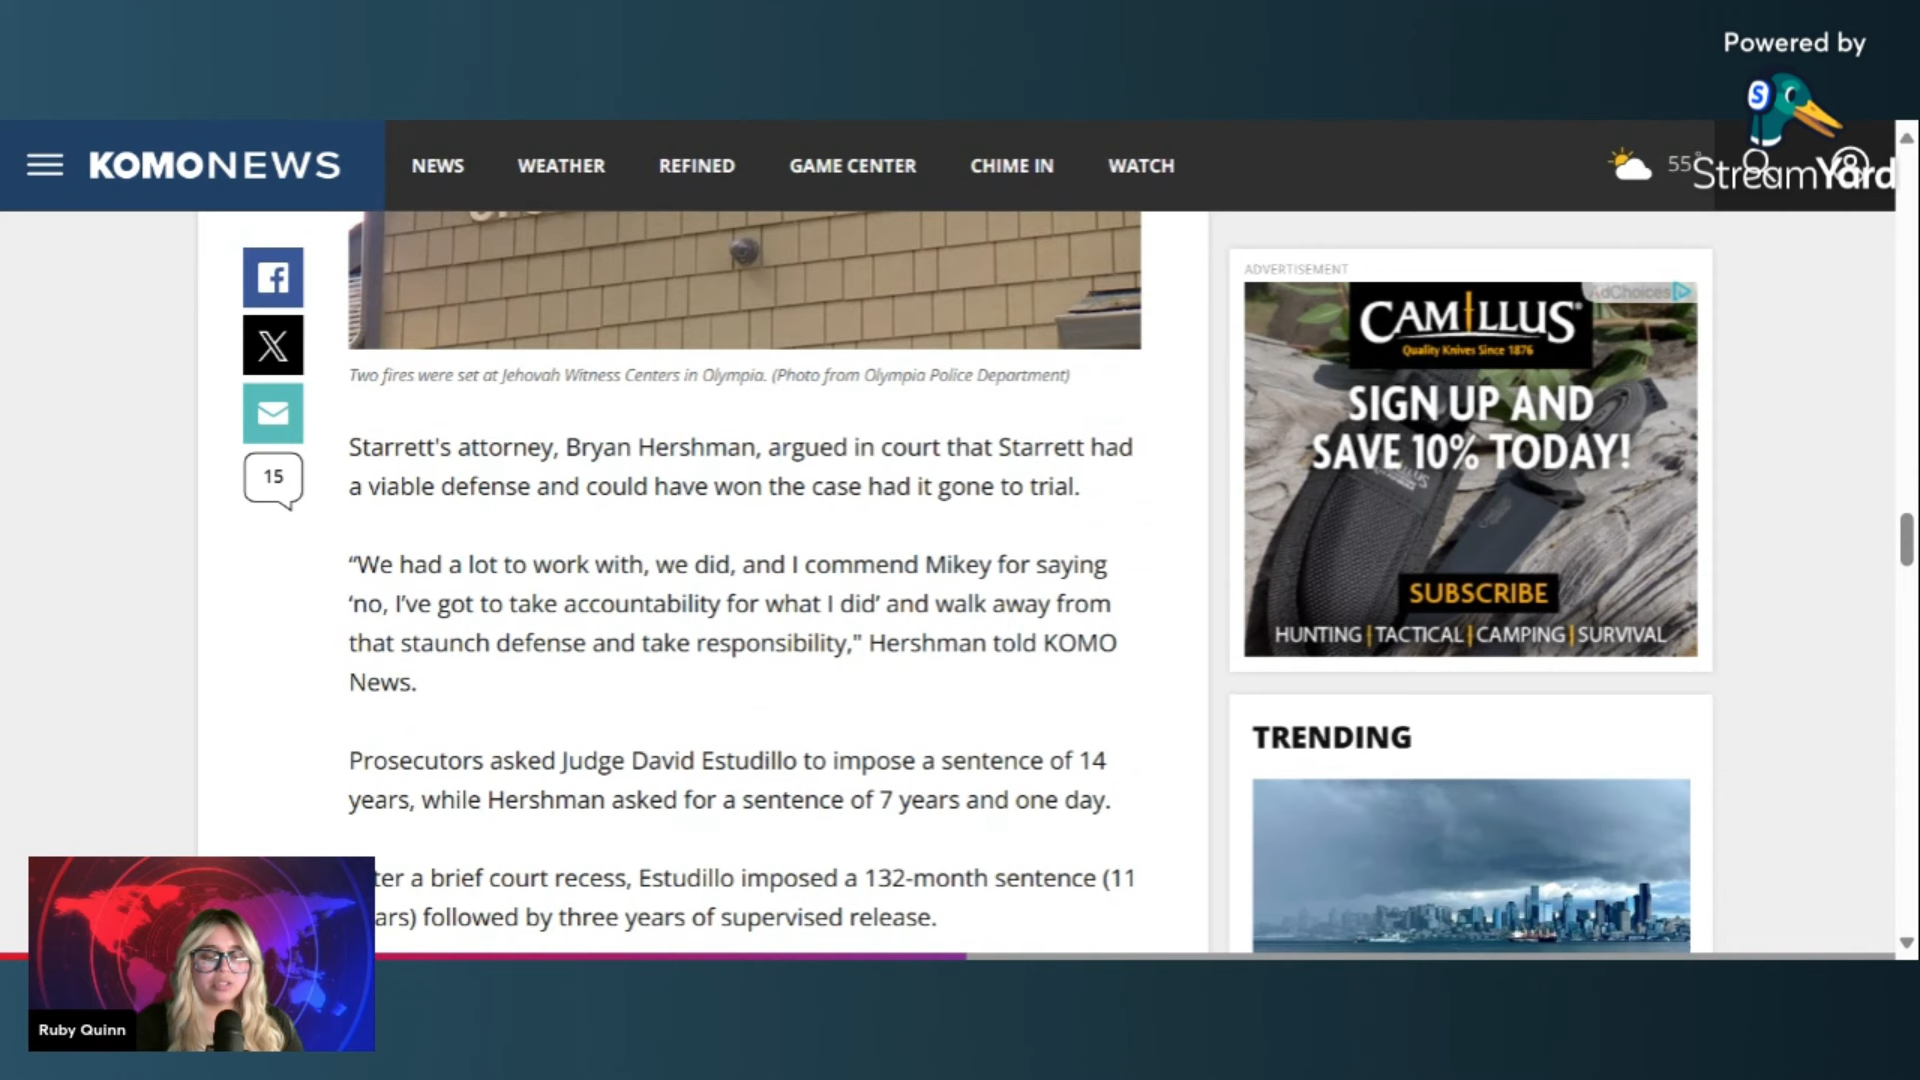 Powered by
StreamYard
KOMONEWS
NEWS
WEATHER
REFINED
GAME CENTER
CHIME IN
WATCH
55°
15
Two fires were set at Jehovah Witness Centers in Olympia. (Photo from Olympia Police Department)
Starrett's attorney, Bryan Hershman, argued in court that Starrett had
a viable defense and could have won the case had it gone to trial.
“We had a lot to work with, we did, and I commend Mikey for saying
‘no, I’ve got to take accountability for what I did’ and walk away from
that staunch defense and take responsibility," Hershman told KOMO
News.
Prosecutors asked Judge David Estudillo to impose a sentence of 14
years, while Hershman asked for a sentence of 7 years and one day.
ter a brief court recess, Estudillo imposed a 132-month sentence (11
ars) followed by three years of supervised release.
ADVERTISEMENT
AdChoices
CAMILLUS®
Quality Knives Since 1876
SIGN UP AND
SAVE 10% TODAY!
SUBSCRIBE
HUNTING | TACTICAL | CAMPING | SURVIVAL
TRENDING
Ruby Quinn